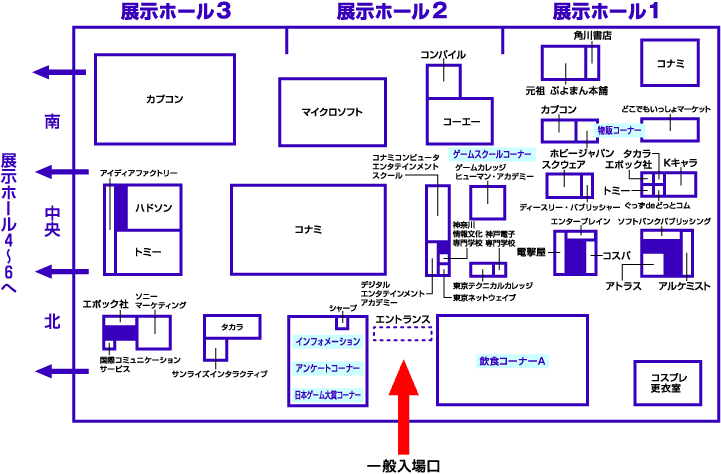 展示ホール3
展示ホール2
展示ホール1
南
中央
北
展示ホール4～6へ
カプコン
マイクロソフト
コンパイル
コーエー
角川書店
元祖 ぷよまん本舗
コナミ
カプコン
物販コーナー
どこでもいっしょマーケット
ホビージャパン
ゲームスクールコーナー
コナミコンピュータ
エンタテインメント
スクール
ゲームカレッジ
ヒューマン・アカデミー
スクウェア
ディースリー・パブリッシャー
タカラ
エポック社
Kキャラ
トミー
ぐっずdeどっとコム
アイディアファクトリー
ハドソン
トミー
コナミ
神奈川
情報文化
専門学校
神戸電子
専門学校
デジタル
エンタテインメント
アカデミー
東京テクニカルカレッジ
東京ネットウェイブ
エンターブレイン
電撃屋
コスパ
ソフトバンクパブリッシング
アトラス
アルケミスト
エポック社
ソニー
マーケティング
国際コミュニケーション
サービス
タカラ
サンライズインタラクティブ
シャープ
インフォメーション
アンケートコーナー
日本ゲーム大賞コーナー
エントランス
飲食コーナーA
コスプレ
更衣室
一般入場口